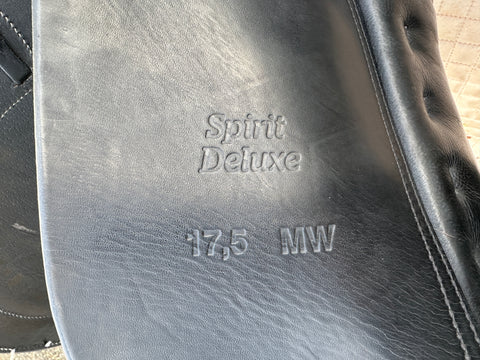 Spirit
Deluxe
17,5 MW